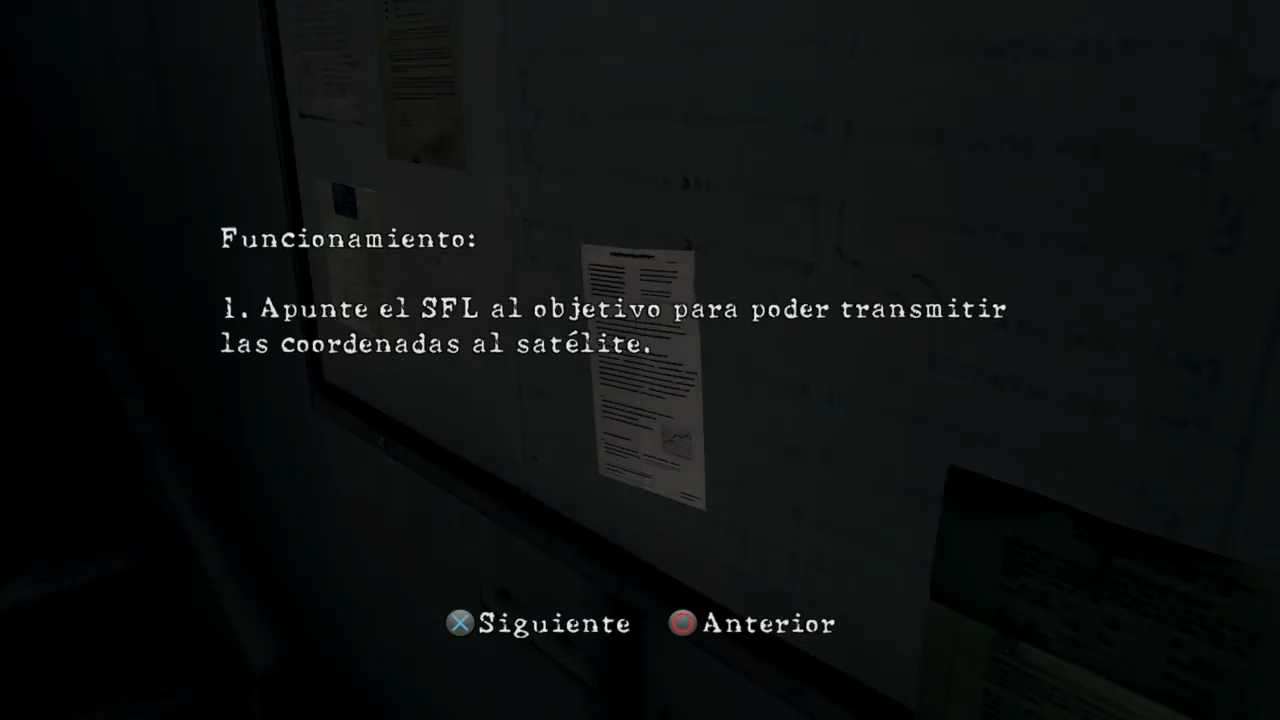 Funcionamiento:
1. Apunte el SFL al objetivo para poder transmitir
las coordenadas al satélite.
Siguiente Anterior